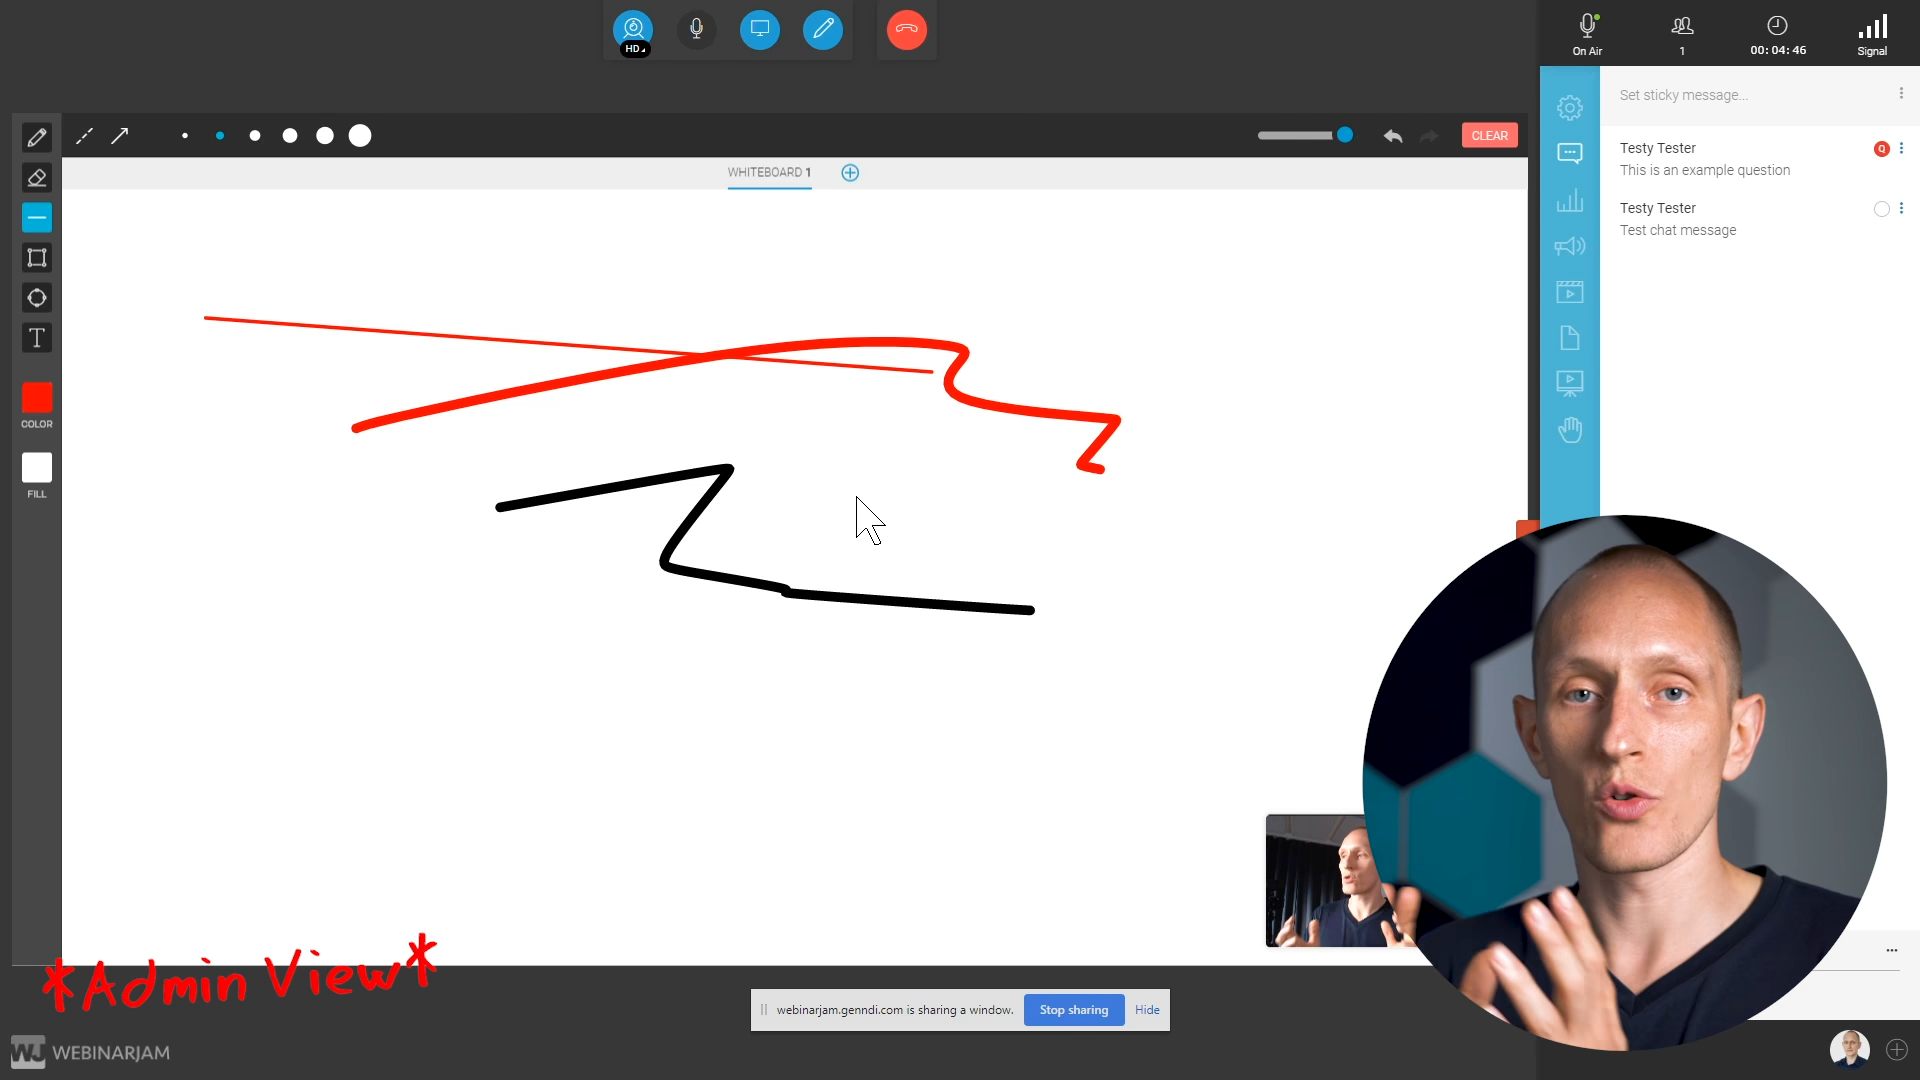 HD
On Air
1
00:04:46
Signal
CLEAR
WHITEBOARD 1
Set sticky message...
Testy Tester
Q
This is an example question
Testy Tester
Test chat message
T
COLOR
FILL
*Admin View*
webinarjam.genndi.com is sharing a window.
Stop sharing
Hide
WJ WEBINARJAM